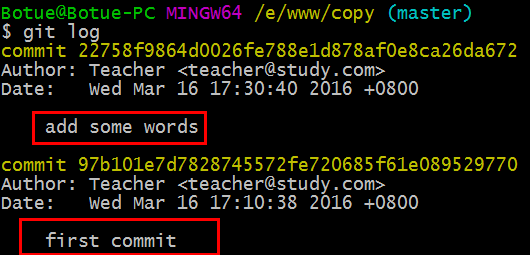 Botue@Botue-PC MINGW64 /e/www/copy (master)
$ git log
commit 22758f9864d0026fe788e1d878af0e8ca26da672
Author: Teacher <teacher@study.com>
Date:   Wed Mar 16 17:30:40 2016 +0800
add some words
commit 97b101e7d7828745572fe720685f61e089529770
Author: Teacher <teacher@study.com>
Date:   Wed Mar 16 17:10:38 2016 +0800
first commit